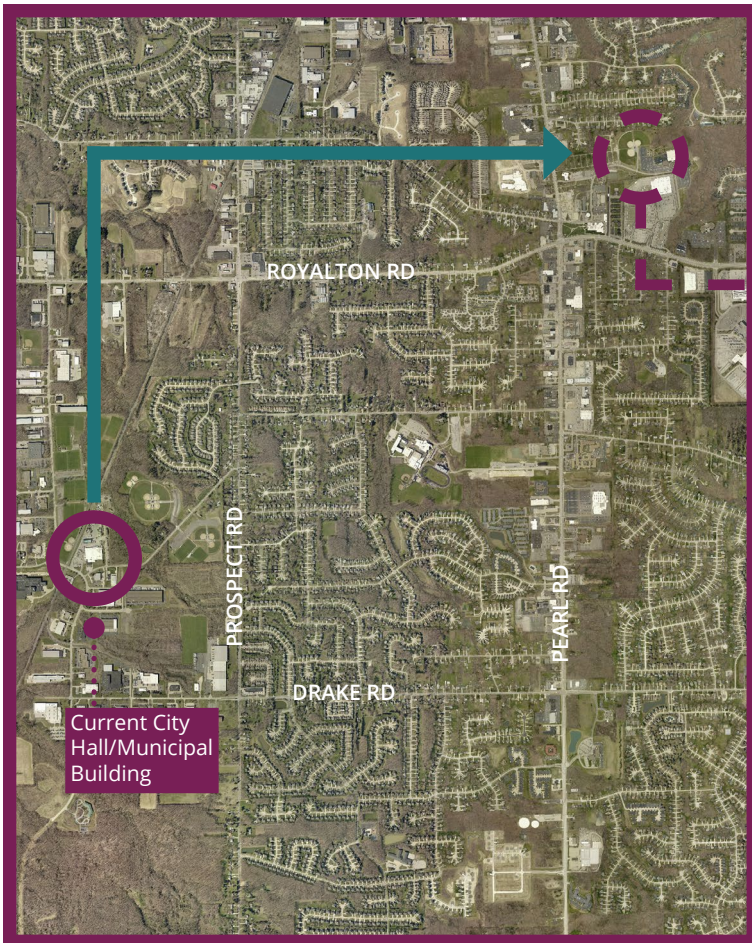 ROYALTON RD
PROSPECT RD
PEARL RD
DRAKE RD
Current City
Hall/Municipal
Building